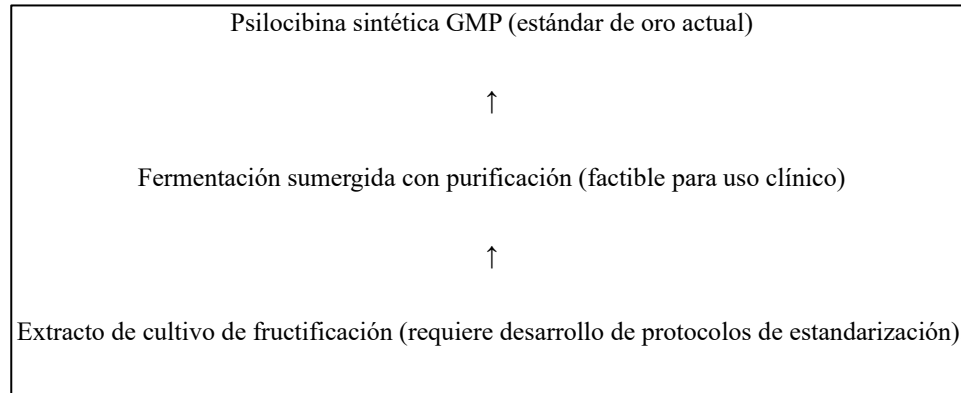 Psilocibina sintética GMP (estándar de oro actual)
↑
Fermentación sumergida con purificación (factible para uso clínico)
↑
Extracto de cultivo de fructificación (requiere desarrollo de protocolos de estandarización)